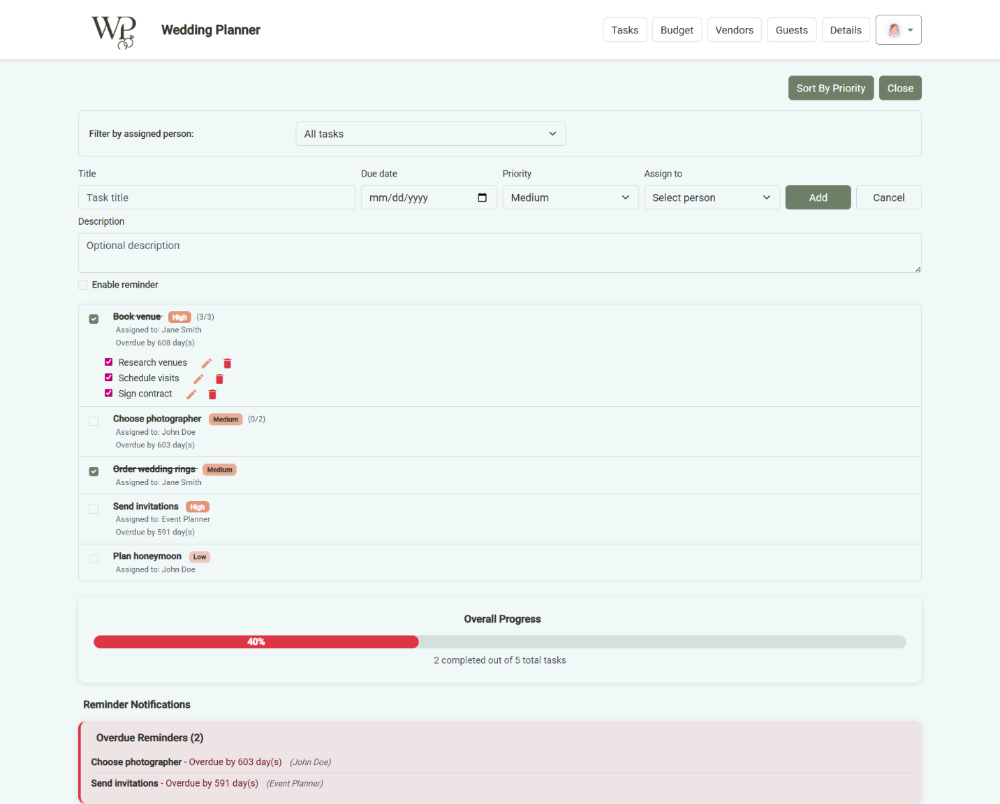 WP
Wedding Planner
Tasks
Budget
Vendors
Guests
Details
Sort By Priority
Close
Filter by assigned person:
All tasks
Title
Due date
Priority
Assign to
Task title
mm/dd/yyyy
Medium
Select person
Add
Cancel
Description
Optional description
Enable reminder
Book venue High (3/3)
Assigned to: Jane Smith
Overdue by 608 day(s)
Research venues
Schedule visits
Sign contract
Choose photographer Medium (0/2)
Assigned to: John Doe
Overdue by 603 day(s)
Order wedding rings Medium
Assigned to: Jane Smith
Send invitations High
Assigned to: Event Planner
Overdue by 591 day(s)
Plan honeymoon Low
Assigned to: John Doe
Overall Progress
40%
2 completed out of 5 total tasks
Reminder Notifications
Overdue Reminders (2)
Choose photographer - Overdue by 603 day(s) (John Doe)
Send invitations - Overdue by 591 day(s) (Event Planner)